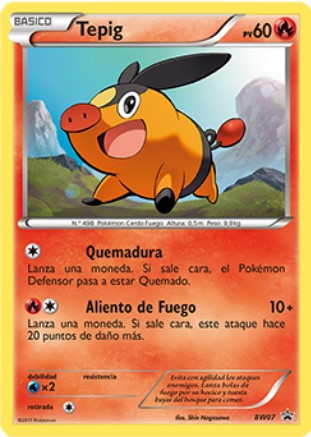 BÁSICO
Tepig
PV60
N.º 498 Pokémon Cerdo Fuego Altura: 0,5m Peso: 9,9kg
Quemadura
Lanza una moneda. Si sale cara, el Pokémon
Defensor pasa a estar Quemado.
Aliento de Fuego 10+
Lanza una moneda. Si sale cara, este ataque hace
20 puntos de daño más.
debilidad resistencia
×2
retirada
Evita con agilidad los ataques
enemigos. Lanza bolas de
fuego por su hocico y tuesta
bayas del bosque para comer.
Ilus. Shin Nagasawa
BW07
©2011 Pokémon